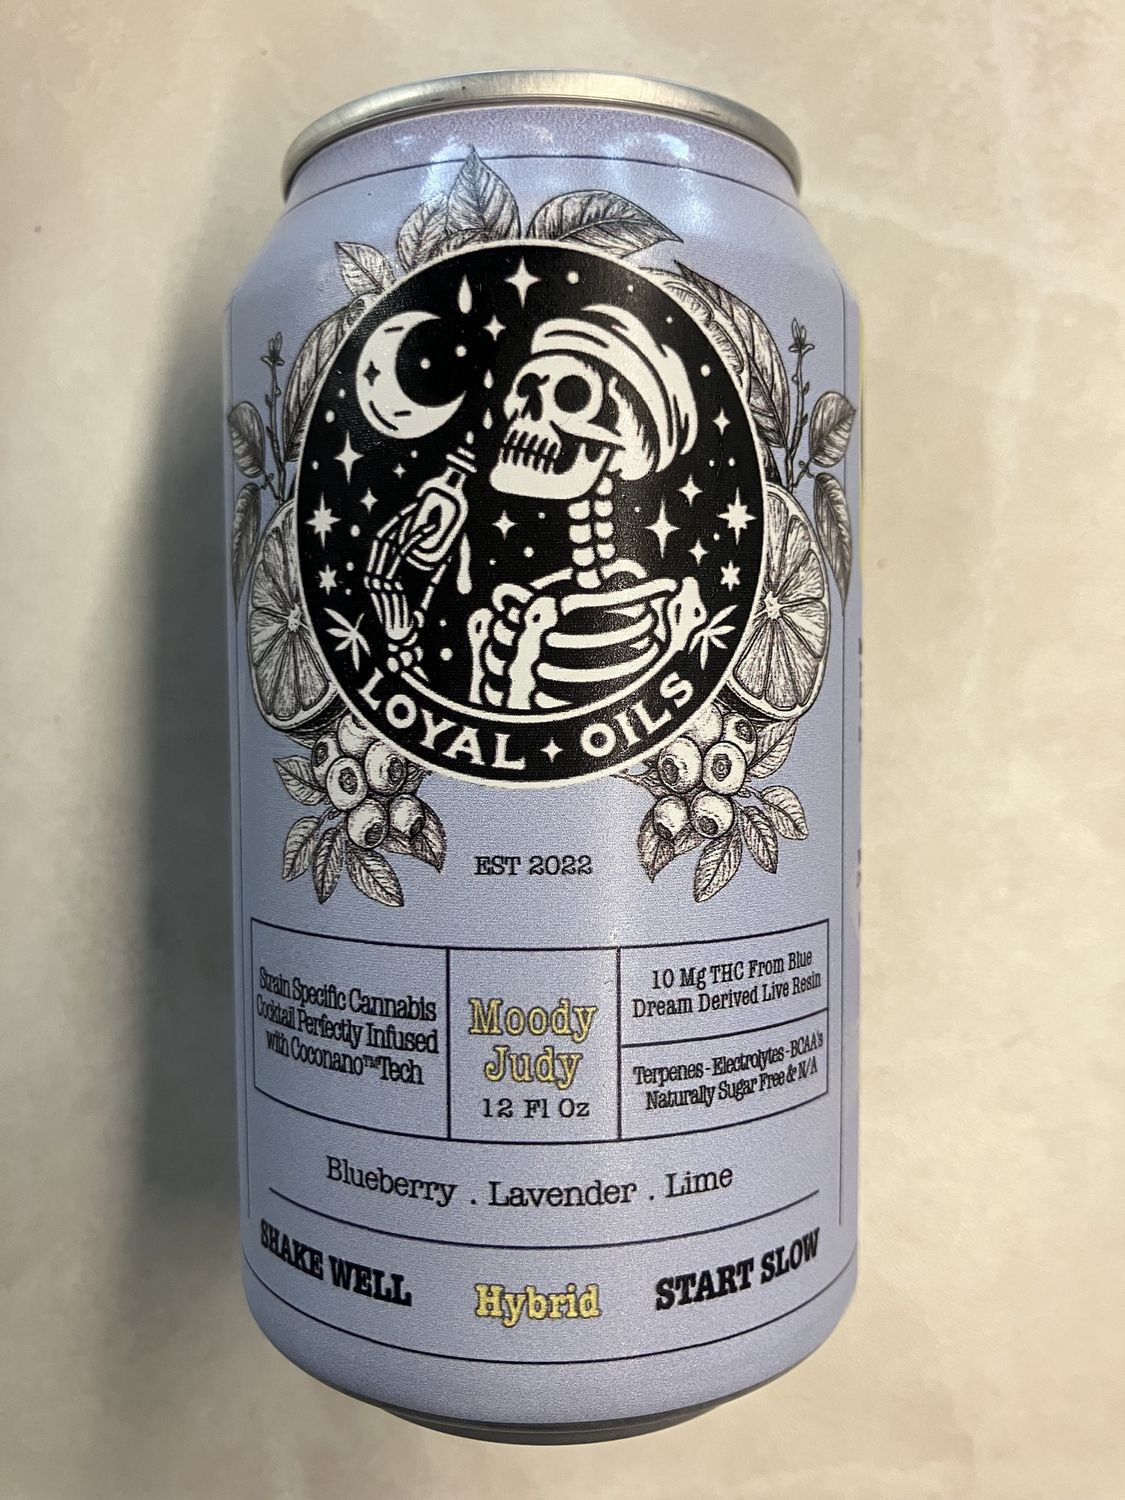 LOYAL OILS
EST 2022
Strain Specific Cannabis
Cocktail Perfectly Infused
with Coconano™Tech
Moody
Judy
12 Fl Oz
10 Mg THC From Blue
Dream Derived Live Resin
Terpenes - Electrolytes - BCAA's
Naturally Sugar Free & N/A
Blueberry . Lavender . Lime
SHAKE WELL
Hybrid
START SLOW